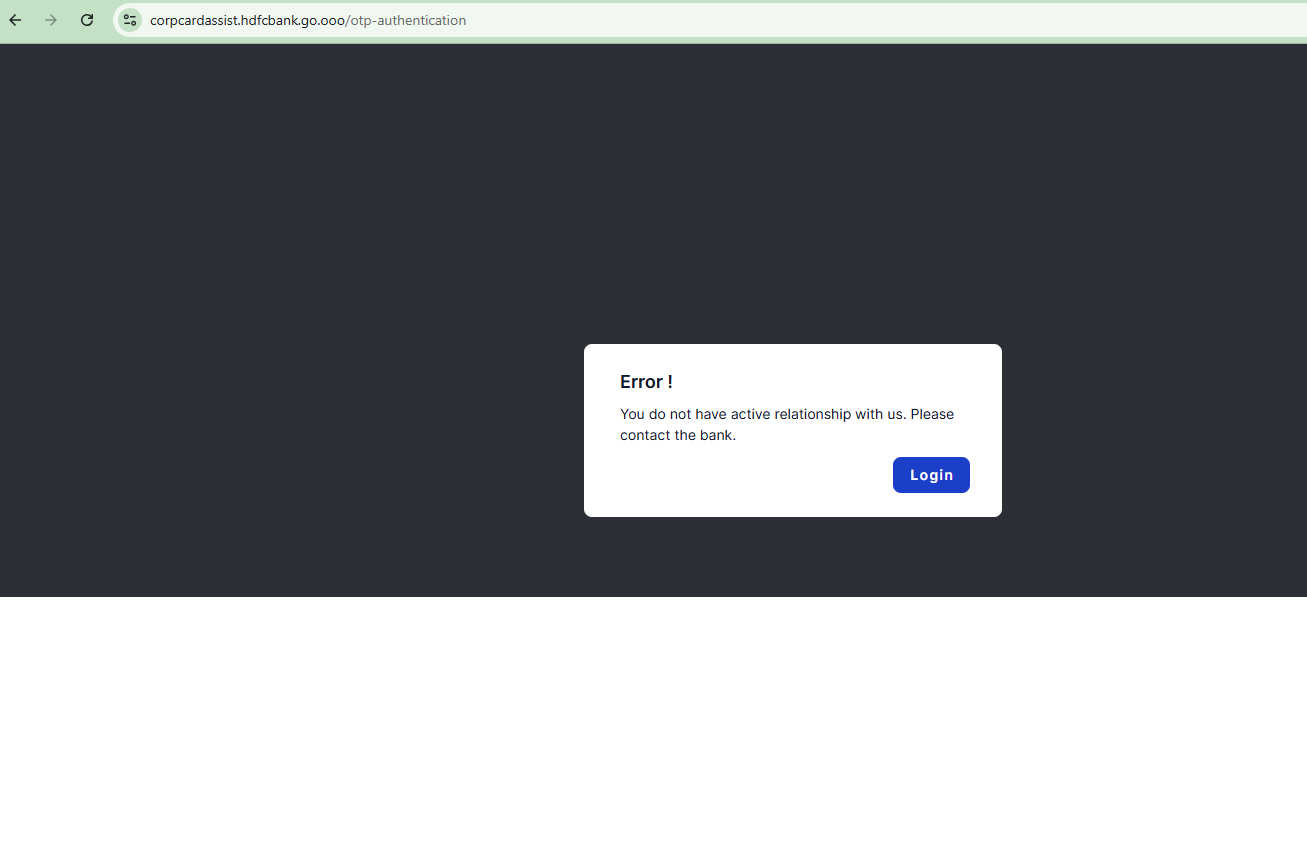 corpcardassist.hdfcbank.go.ooo/otp-authentication
Error !
You do not have active relationship with us. Please
contact the bank.
Login